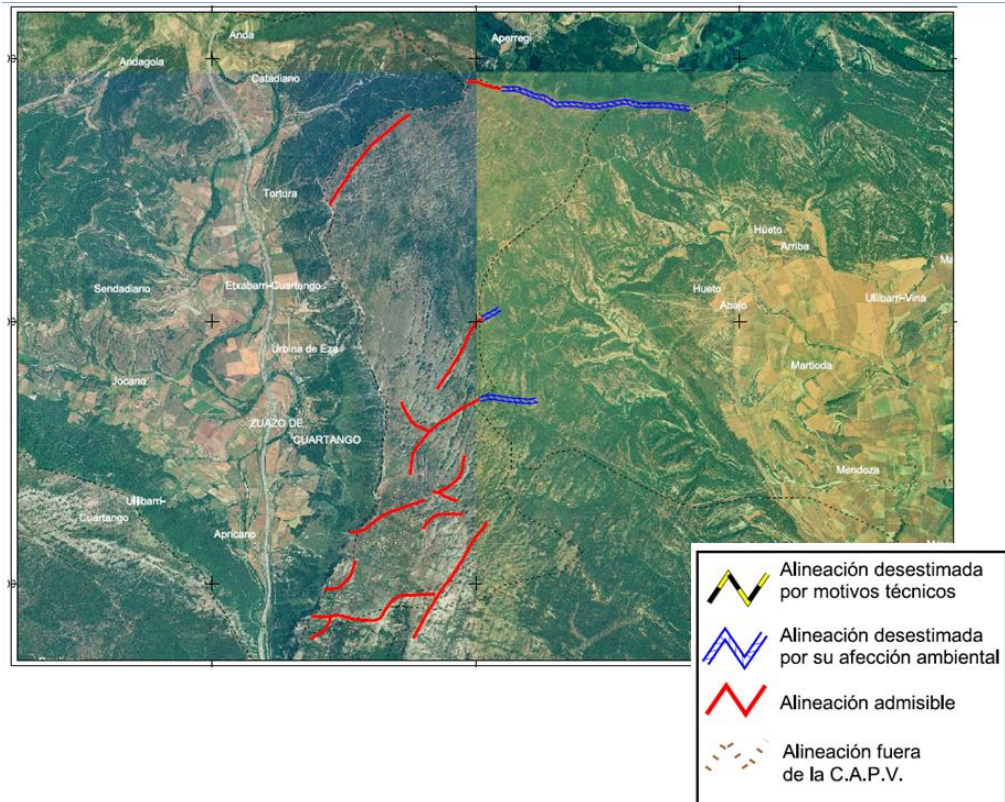 Anda
Aperregi
Andagoia
Catadiano
Tortura
Hueto
Arriba
Sendadiano
Etxabarri-Cuartango
Hueto
Abajo
Ullibarri-Vina
Urbina de Eza
Martioda
Jocano
ZUAZO DE
CUARTANGO
Mendoza
Ullibarri-
Cuartango
Apricano
Alineación desestimada
por motivos técnicos
Alineación desestimada
por su afección ambiental
Alineación admisible
Alineación fuera
de la C.A.P.V.